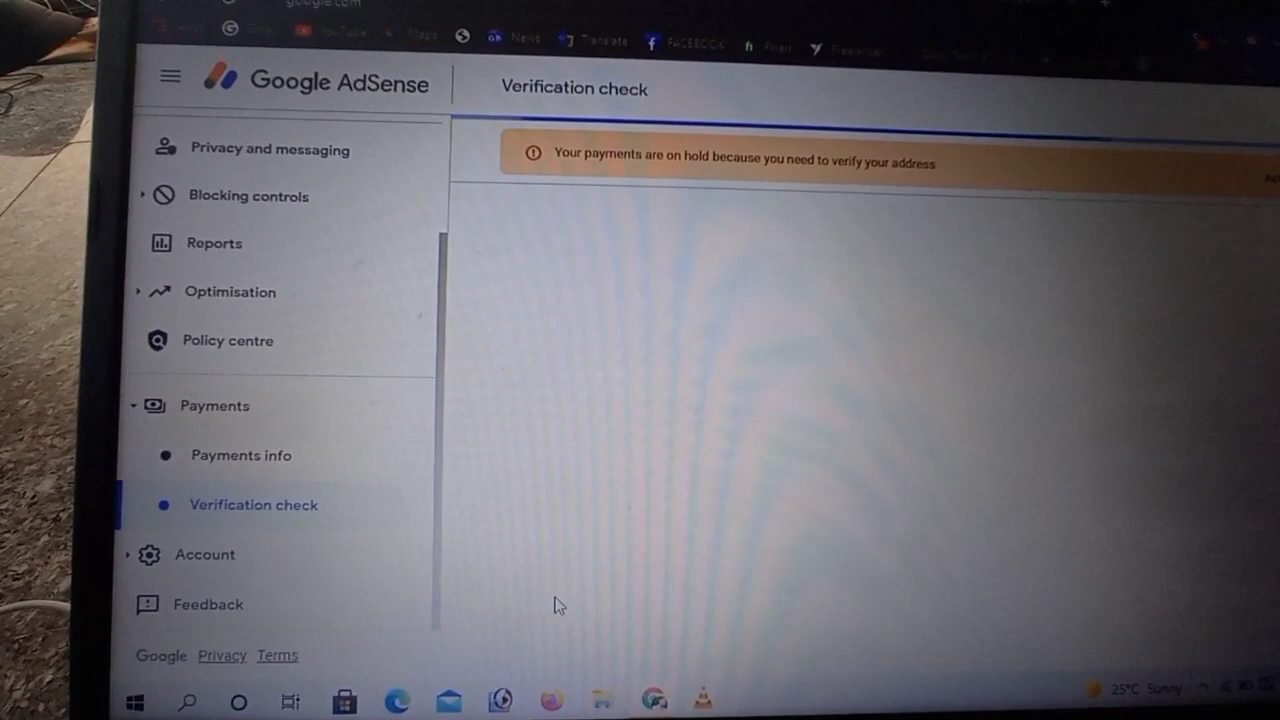 google.com
YouTube
Maps
News
Translate
FACEBOOK
Fiverr
Freelancer
Google AdSense
Verification check
Your payments are on hold because you need to verify your address
Privacy and messaging
Blocking controls
Reports
Optimisation
Policy centre
Payments
Payments info
Verification check
Account
Feedback
Google Privacy Terms
25°C Sunny